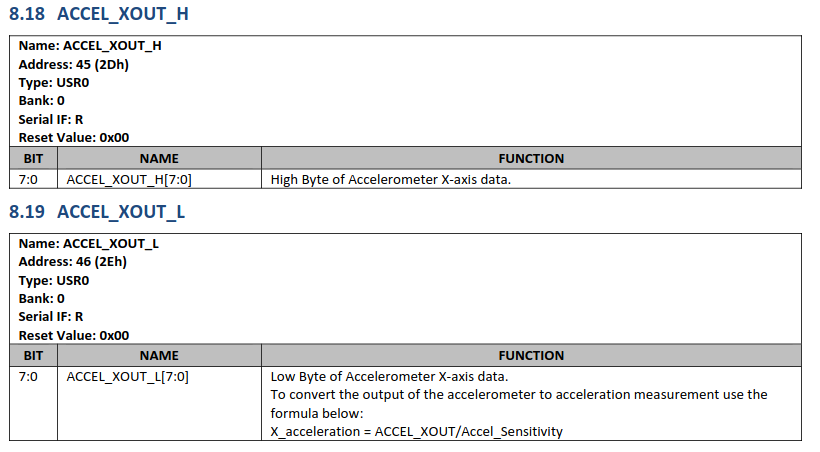 8.18 ACCEL_XOUT_H
Name: ACCEL_XOUT_H
Address: 45 (2Dh)
Type: USR0
Bank: 0
Serial IF: R
Reset Value: 0x00
BIT NAME FUNCTION
7:0 ACCEL_XOUT_H[7:0] High Byte of Accelerometer X-axis data.
8.19 ACCEL_XOUT_L
Name: ACCEL_XOUT_L
Address: 46 (2Eh)
Type: USR0
Bank: 0
Serial IF: R
Reset Value: 0x00
BIT NAME FUNCTION
7:0 ACCEL_XOUT_L[7:0] Low Byte of Accelerometer X-axis data.
To convert the output of the accelerometer to acceleration measurement use the
formula below:
X_acceleration = ACCEL_XOUT/Accel_Sensitivity